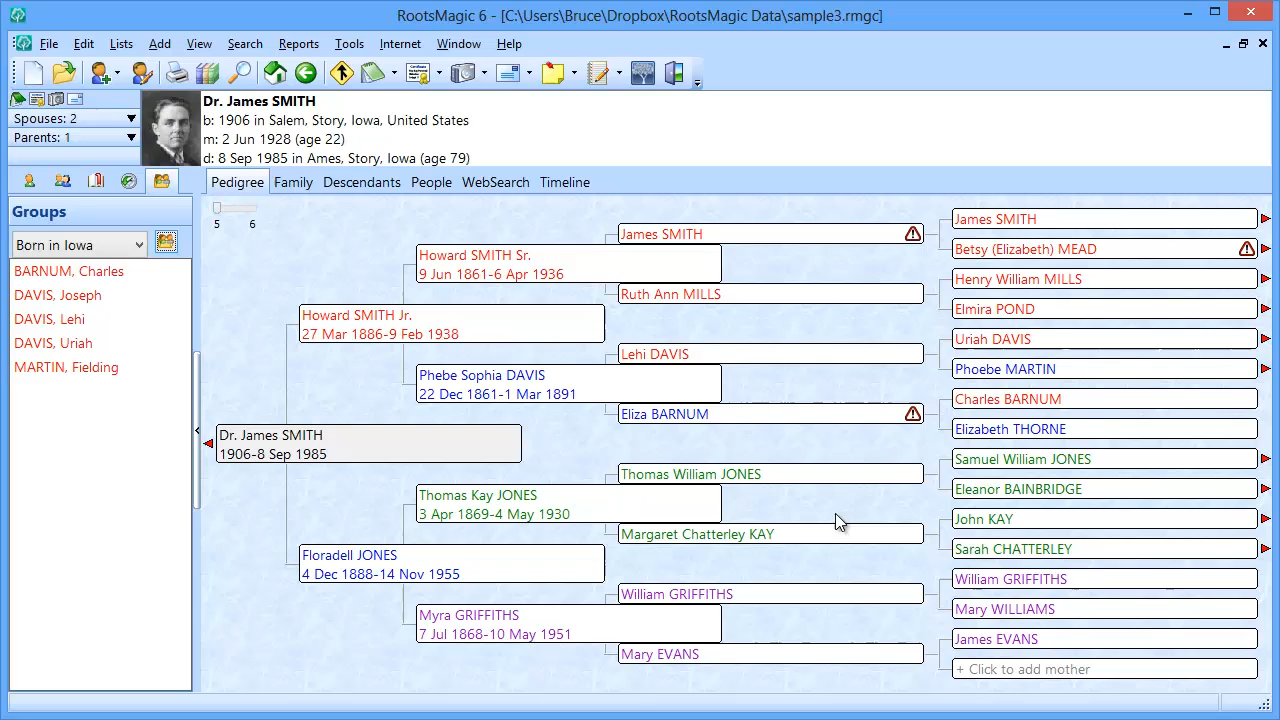 RootsMagic 6 - [C:\Users\Bruce\Dropbox\RootsMagic Data\sample3.rmgc]
File Edit Lists Add View Search Reports Tools Internet Window Help
Dr. James SMITH
b: 1906 in Salem, Story, Iowa, United States
m: 2 Jun 1928 (age 22)
d: 8 Sep 1985 in Ames, Story, Iowa (age 79)
Spouses: 2
Parents: 1
Pedigree Family Descendants People WebSearch Timeline
Groups
Born in Iowa
BARNUM, Charles
DAVIS, Joseph
DAVIS, Lehi
DAVIS, Uriah
MARTIN, Fielding
5 6
Dr. James SMITH
1906-8 Sep 1985
Howard SMITH Jr.
27 Mar 1886-9 Feb 1938
Floradell JONES
4 Dec 1888-14 Nov 1955
Howard SMITH Sr.
9 Jun 1861-6 Apr 1936
Phebe Sophia DAVIS
22 Dec 1861-1 Mar 1891
Thomas Kay JONES
3 Apr 1869-4 May 1930
Myra GRIFFITHS
7 Jul 1868-10 May 1951
James SMITH
Ruth Ann MILLS
Lehi DAVIS
Eliza BARNUM
Thomas William JONES
Margaret Chatterley KAY
William GRIFFITHS
Mary EVANS
James SMITH
Betsy (Elizabeth) MEAD
Henry William MILLS
Elmira POND
Uriah DAVIS
Phoebe MARTIN
Charles BARNUM
Elizabeth THORNE
Samuel William JONES
Eleanor BAINBRIDGE
John KAY
Sarah CHATTERLEY
William GRIFFITHS
Mary WILLIAMS
James EVANS
+ Click to add mother